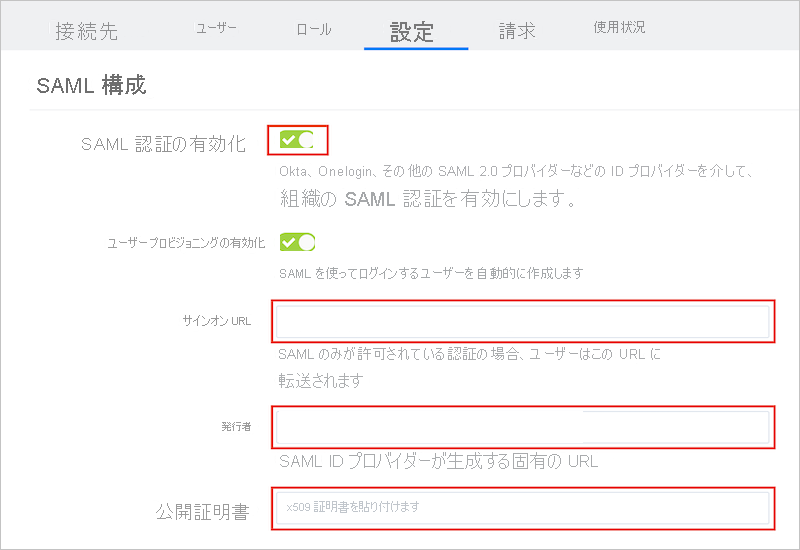 接続先 ユーザー ロール 設定 請求 使用状況
SAML 構成
SAML 認証の有効化
Okta、Onelogin、その他の SAML 2.0 プロバイダーなどの ID プロバイダーを介して、
組織の SAML 認証を有効にします。
ユーザープロビジョニングの有効化
SAML を使ってログインするユーザーを自動的に作成します
サインオン URL
SAML のみが許可されている認証の場合、ユーザーはこの URL に
転送されます
発行者
SAML ID プロバイダーが生成する固有の URL
公開証明書
x509 証明書を貼り付けます